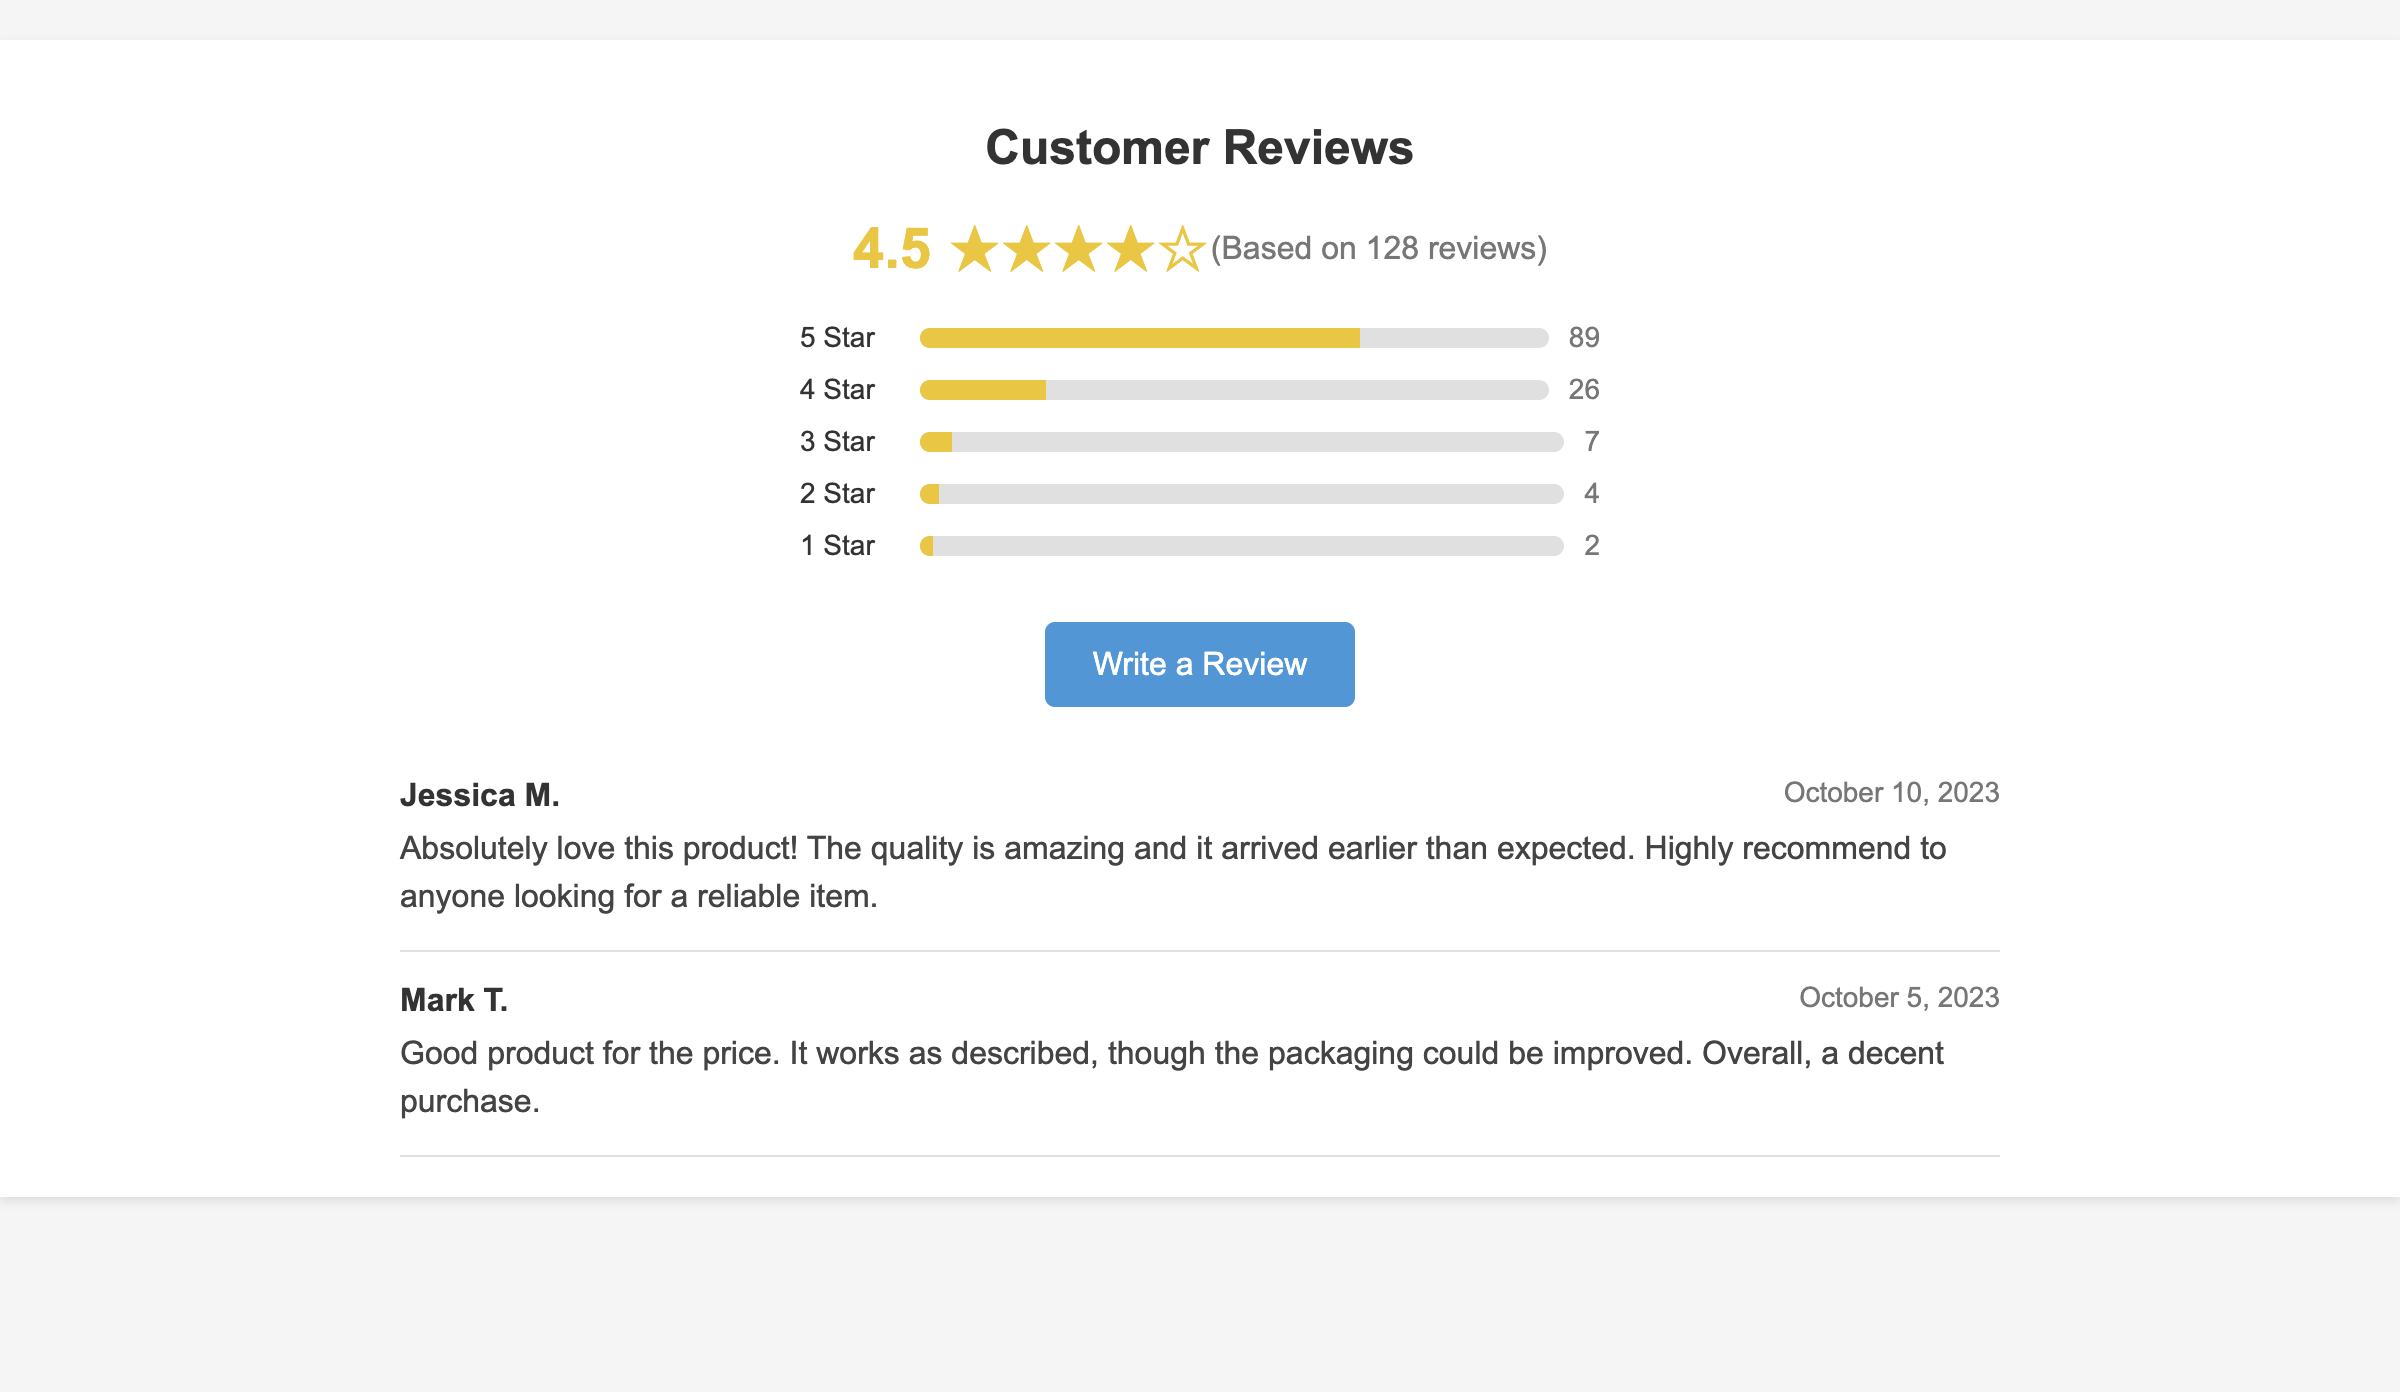 Customer Reviews
4.5 ★★★★☆ (Based on 128 reviews)
5 Star 89
4 Star 26
3 Star 7
2 Star 4
1 Star 2
Write a Review
Jessica M. October 10, 2023
Absolutely love this product! The quality is amazing and it arrived earlier than expected. Highly recommend to
anyone looking for a reliable item.
Mark T. October 5, 2023
Good product for the price. It works as described, though the packaging could be improved. Overall, a decent
purchase.